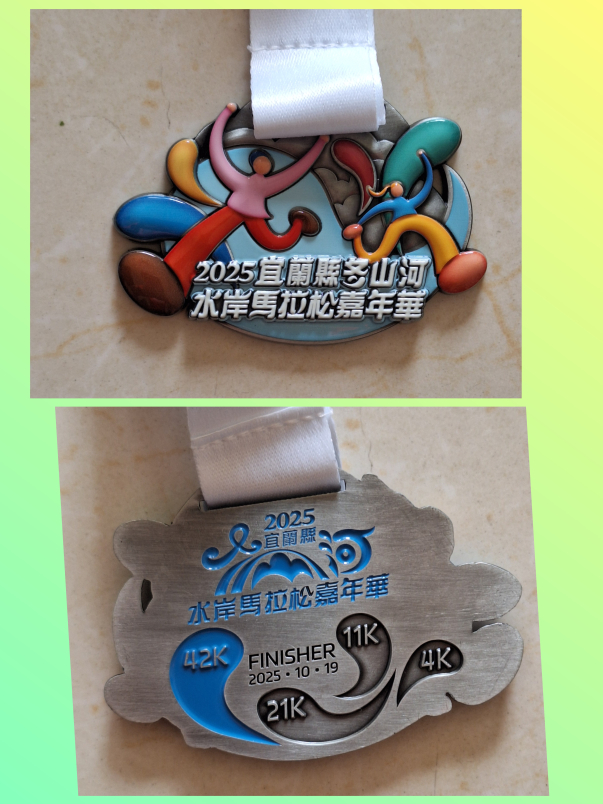 2025宜蘭縣冬山河
水岸馬拉松嘉年華
2025
宜蘭縣
水岸馬拉松嘉年華
42K
FINISHER
11K
4K
2025・10・19
21K